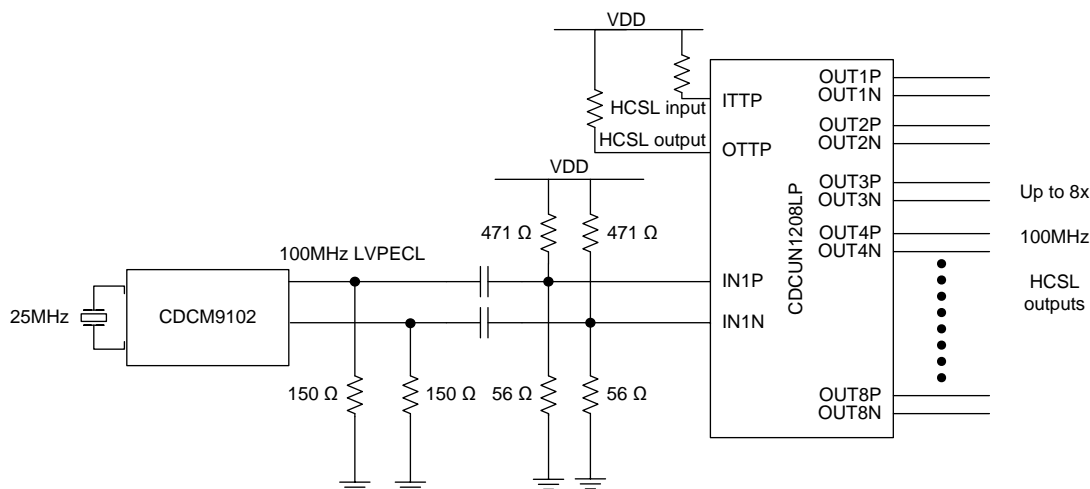 VDD
ITTP
HCSL input
HCSL output
OTTP
CDCUN1208LP
OUT1P
OUT1N
OUT2P
OUT2N
OUT3P
OUT3N
OUT4P
OUT4N
OUT8P
OUT8N
Up to 8x
100MHz
HCSL
outputs
VDD
471 Ω
471 Ω
100MHz LVPECL
IN1P
IN1N
25MHz
CDCM9102
150 Ω
150 Ω
56 Ω
56 Ω